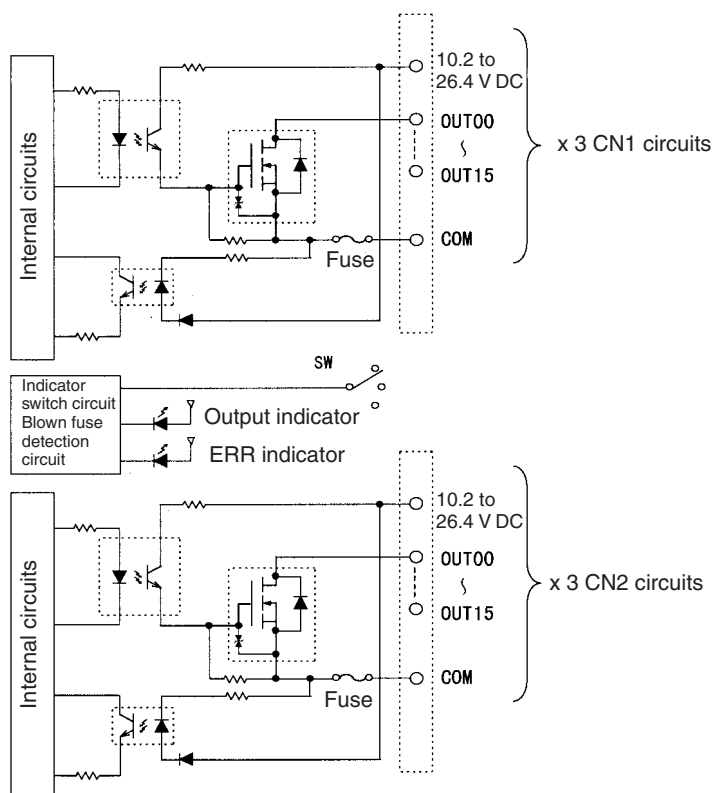 Internal circuits
10.2 to
26.4 V DC
OUT00
OUT15
COM
Fuse
x 3 CN1 circuits
SW
Indicator
switch circuit
Blown fuse
detection
circuit
Output indicator
ERR indicator
Internal circuits
10.2 to
26.4 V DC
OUT00
OUT15
COM
Fuse
x 3 CN2 circuits